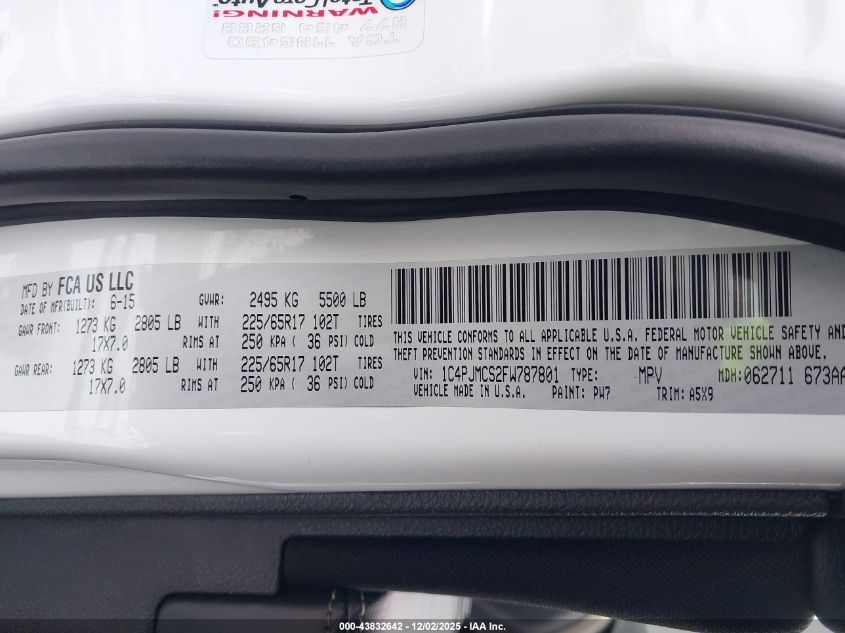 TotalCareAuto
WARNING!
877 454 6288
TCA
MFD BY FCA US LLC
DATE OF MFR(BUILT): 6-15 GVWR: 2495 KG 5500 LB
GAWR FRONT: 1273 KG 2805 LB WITH 225/65R17 102T TIRES
17X7.0 RIMS AT 250 KPA ( 36 PSI) COLD
GAWR REAR: 1273 KG 2805 LB WITH 225/65R17 102T TIRES
17X7.0 RIMS AT 250 KPA ( 36 PSI) COLD
THIS VEHICLE CONFORMS TO ALL APPLICABLE U.S.A. FEDERAL MOTOR VEHICLE SAFETY AND
THEFT PREVENTION STANDARDS IN EFFECT ON THE DATE OF MANUFACTURE SHOWN ABOVE.
VIN: 1C4PJMCS2FW787801 TYPE: MPV MDH:062711 673AA
VEHICLE MADE IN U.S.A. PAINT: PW7 TRIM: A5X9
000-43832642 - 12/02/2025 - IAA Inc.